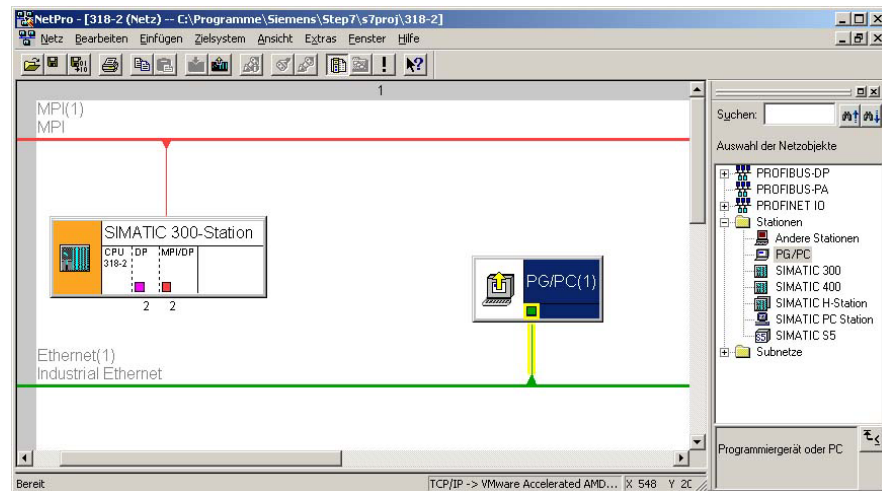 NetPro - [318-2 (Netz) -- C:\Programme\Siemens\Step7\s7proj\318-2]
Netz Bearbeiten Einfügen Zielsystem Ansicht Extras Fenster Hilfe
1
MPI(1)
MPI
SIMATIC 300-Station
CPU DP MPI/DP
318-2
2 2
PG/PC(1)
Ethernet(1)
Industrial Ethernet
Suchen:
Auswahl der Netzobjekte
PROFIBUS-DP
PROFIBUS-PA
PROFINET IO
Stationen
Andere Stationen
PG/PC
SIMATIC 300
SIMATIC 400
SIMATIC H-Station
SIMATIC PC Station
SIMATIC S5
Subnetze
Programmiergerät oder PC
Bereit
TCP/IP -> VMware Accelerated AMD... X 548 Y 2